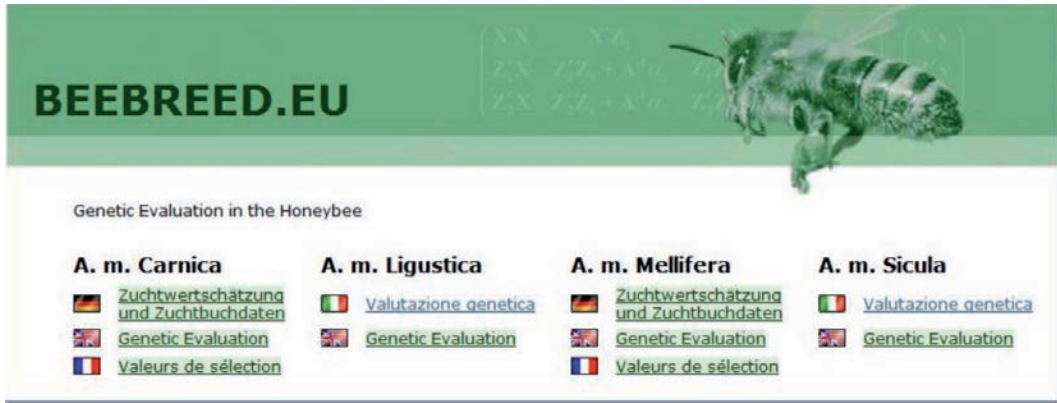 BEEBREED.EU
Genetic Evaluation in the Honeybee
A. m. Carnica
Zuchtwertschätzung
und Zuchtbuchdaten
Genetic Evaluation
Valeurs de sélection
A. m. Ligustica
Valutazione genetica
Genetic Evaluation
A. m. Mellifera
Zuchtwertschätzung
und Zuchtbuchdaten
Genetic Evaluation
Valeurs de sélection
A. m. Sicula
Valutazione genetica
Genetic Evaluation